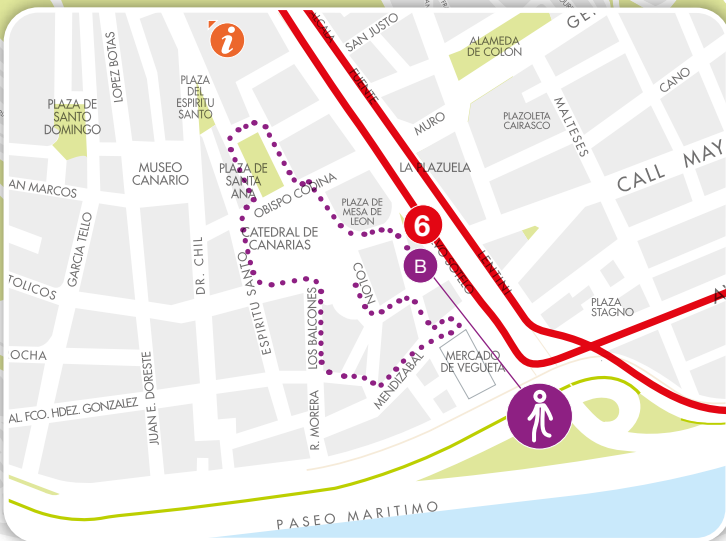 SAN JUSTO
ALAMEDA
DE COLON
LOPEZ BOTAS
FUENTE
CANO
PLAZA
DEL
ESPIRITU
SANTO
PLAZA DE
SANTO
DOMINGO
MURO
PLAZOLETA
CAIRASCO
MALTESES
MUSEO
CANARIO
PLAZA DE
SANTA
ANA
LA PLAZUELA
CALL MAY
AN MARCOS
OBISPO CODINA
PLAZA DE
MESA DE
LEON
6
GARCIA TELLO
DR. CHIL
CATEDRAL DE
CANARIAS
B
LENTINI
TOLICOS
ESPIRITU SANTO
COLON
LOS BALCONES
PLAZA
STAGNO
OCHA
JUAN E. DORESTE
MENDIZABAL
MERCADO
DE VEGUETA
AL. FCO. HDEZ. GONZALEZ
R. MORERA
PASEO MARITIMO